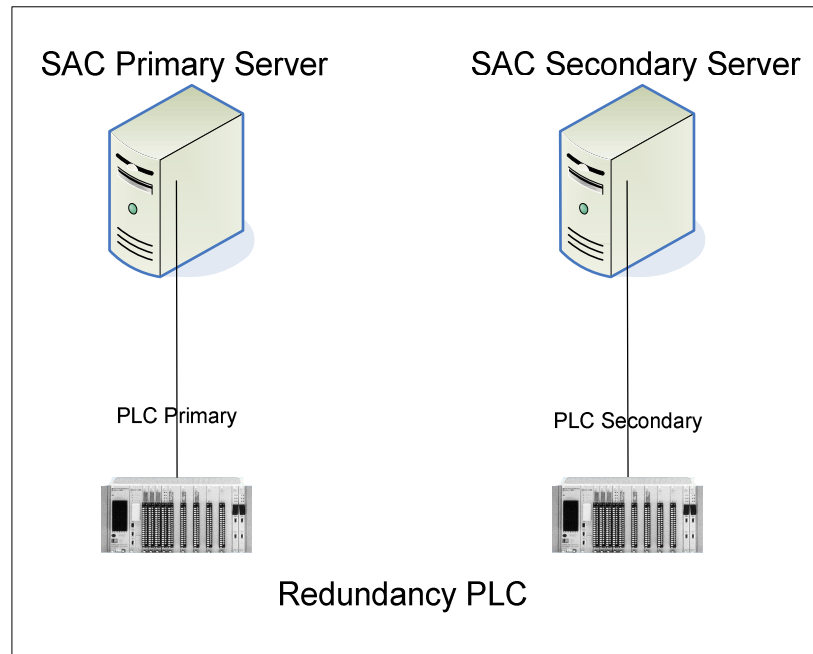 SAC Primary Server
SAC Secondary Server
PLC Primary
PLC Secondary
Redundancy PLC